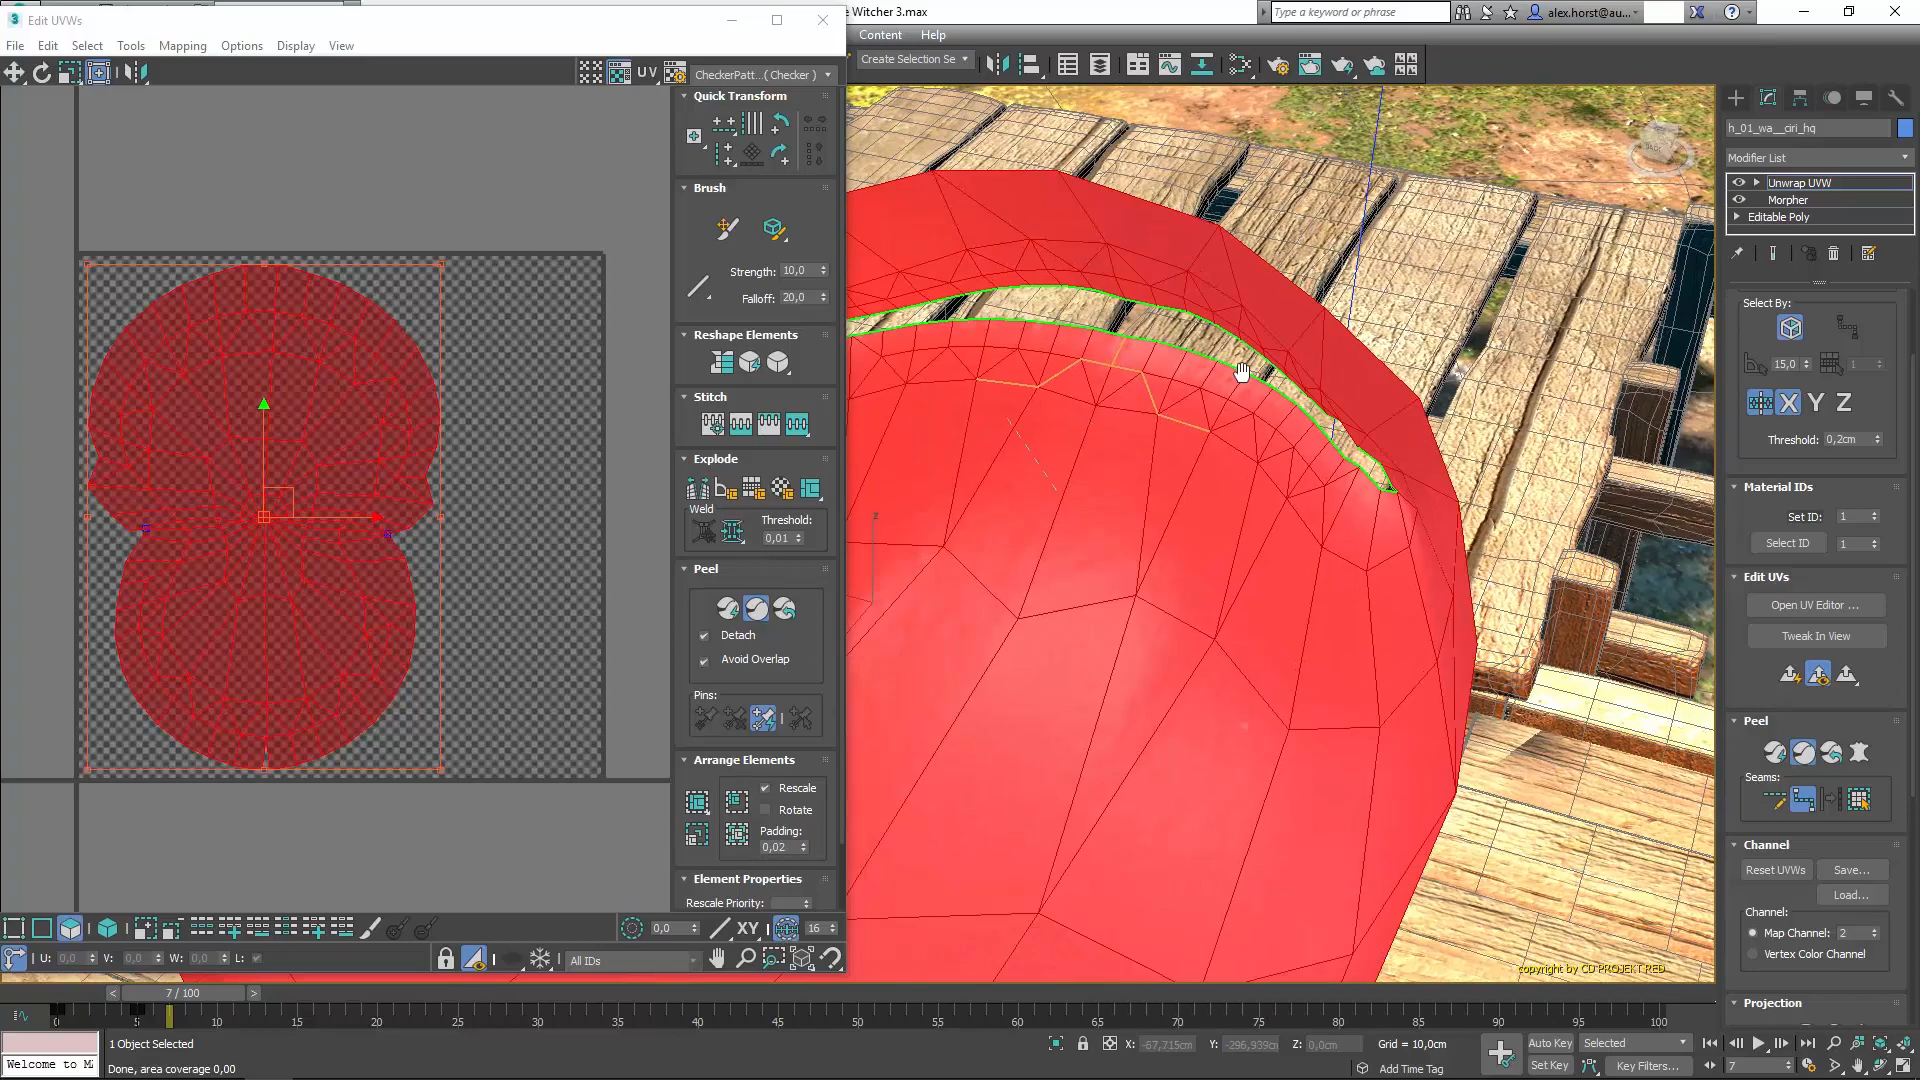 Edit UVWs
e Witcher 3.max
Type a keyword or phrase
alex.horst@au...
File Edit Select Tools Mapping Options Display View
Content Help
UV CheckerPatt...( Checker )
Create Selection Se
Quick Transform
Brush
Strength: 10,0
Falloff: 20,0
Reshape Elements
Stitch
Explode
Weld
Threshold:
0,01
Peel
Detach
Avoid Overlap
Pins:
Arrange Elements
Rescale
Rotate
Padding:
0,02
Element Properties
Rescale Priority:
0,0
XY
16
U: 0,0 V: 0,0 W: 0,0 L:
All IDs
z
copyright by CD PROJEKT RED
h_01_wa__ciri_hq
Modifier List
Unwrap UVW
Morpher
Editable Poly
Select By:
15,0
1
X Y Z
Threshold: 0,2cm
Material IDs
Set ID: 1
Select ID 1
Edit UVs
Open UV Editor ...
Tweak In View
Peel
Seams:
Channel
Reset UVWs Save...
Load...
Channel:
Map Channel: 2
Vertex Color Channel
Projection
< 7 / 100 >
0 5 10 15 20 25 30 35 40 45 50 55 60 65 70 75 80 85 90 95 100
1 Object Selected
Welcome to M
Done, area coverage 0,00
X: -67,715cm Y: -296,939cm Z: 0,0cm Grid = 10,0cm
Add Time Tag
Auto Key Selected
Set Key Key Filters...
7